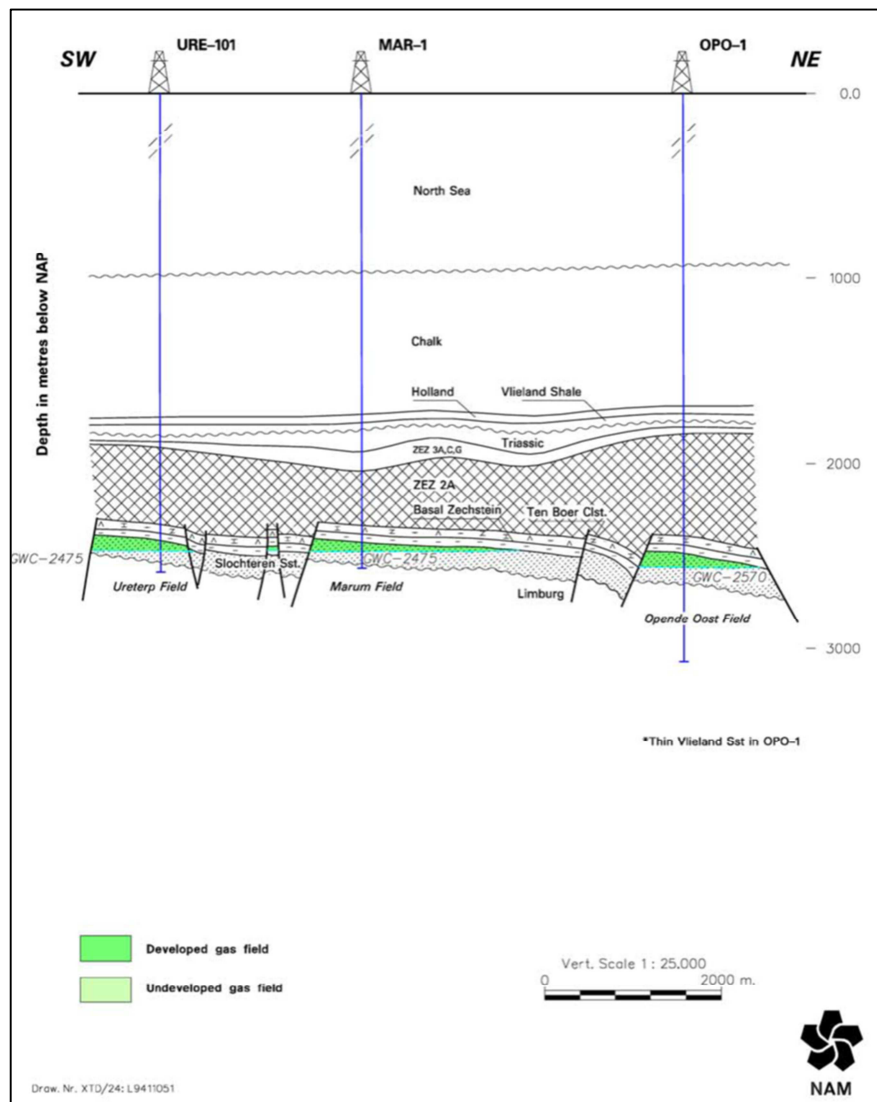 URE–101
MAR–1
OPO–1
SW
NE
0.0
North Sea
Depth in metres below NAP
1000
Chalk
Holland
Vlieland Shale
Triassic
ZEZ 3A,C,G
2000
ZEZ 2A
Basal Zechstein
Ten Boer Clst.
GWC–2475
Slochteren Sst.
GWC–2475
GWC–2570
Ureterp Field
Marum Field
Limburg
Opende Oost Field
3000
*Thin Vlieland Sst in OPO–1
Developed gas field
Undeveloped gas field
Vert. Scale 1 : 25.000
0
2000 m.
NAM
Draw. Nr. XTD/24: L9411051